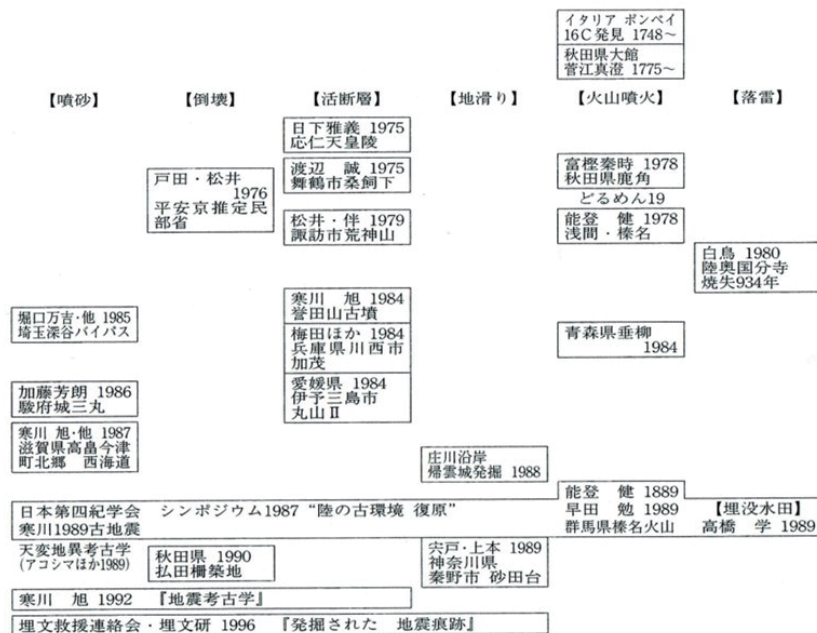 イタリア ポンペイ
16C発見 1748~
秋田県大館
菅江真澄 1775~
【噴砂】 【倒壊】 【活断層】 【地滑り】 【火山噴火】 【落雷】
日下雅義 1975
応仁天皇陵
渡辺 誠 1975
舞鶴市桑飼下
戸田・松井
1976
平安京推定民
部省
富樫秦時 1978
秋田県鹿角
どるめん19
松井・伴 1979
諏訪市荒神山
能登 健 1978
浅間・榛名
白鳥 1980
陸奥国分寺
焼失934年
寒川 旭 1984
誉田山古墳
堀口万吉・他 1985
埼玉深谷バイパス
梅田ほか 1984
兵庫県川西市
加茂
青森県垂柳
1984
愛媛県 1984
伊予三島市
丸山Ⅱ
加藤芳朗 1986
駿府城三丸
寒川 旭・他 1987
滋賀県高畠今津
町北郷 西海道
庄川沿岸
帰雲城発掘 1988
日本第四紀学会 シンポジウム1987 “陸の古環境 復原”
寒川1989古地震
能登 健 1889
早田 勉 1989
群馬県榛名火山
【埋没水田】
高橋 学 1989
天変地異考古学
(アコシマほか1989)
秋田県 1990
払田柵築地
宍戸・上本 1989
神奈川県
秦野市 砂田台
寒川 旭 1992 『地震考古学』
埋文救援連絡会・埋文研 1996 『発掘された 地震痕跡』